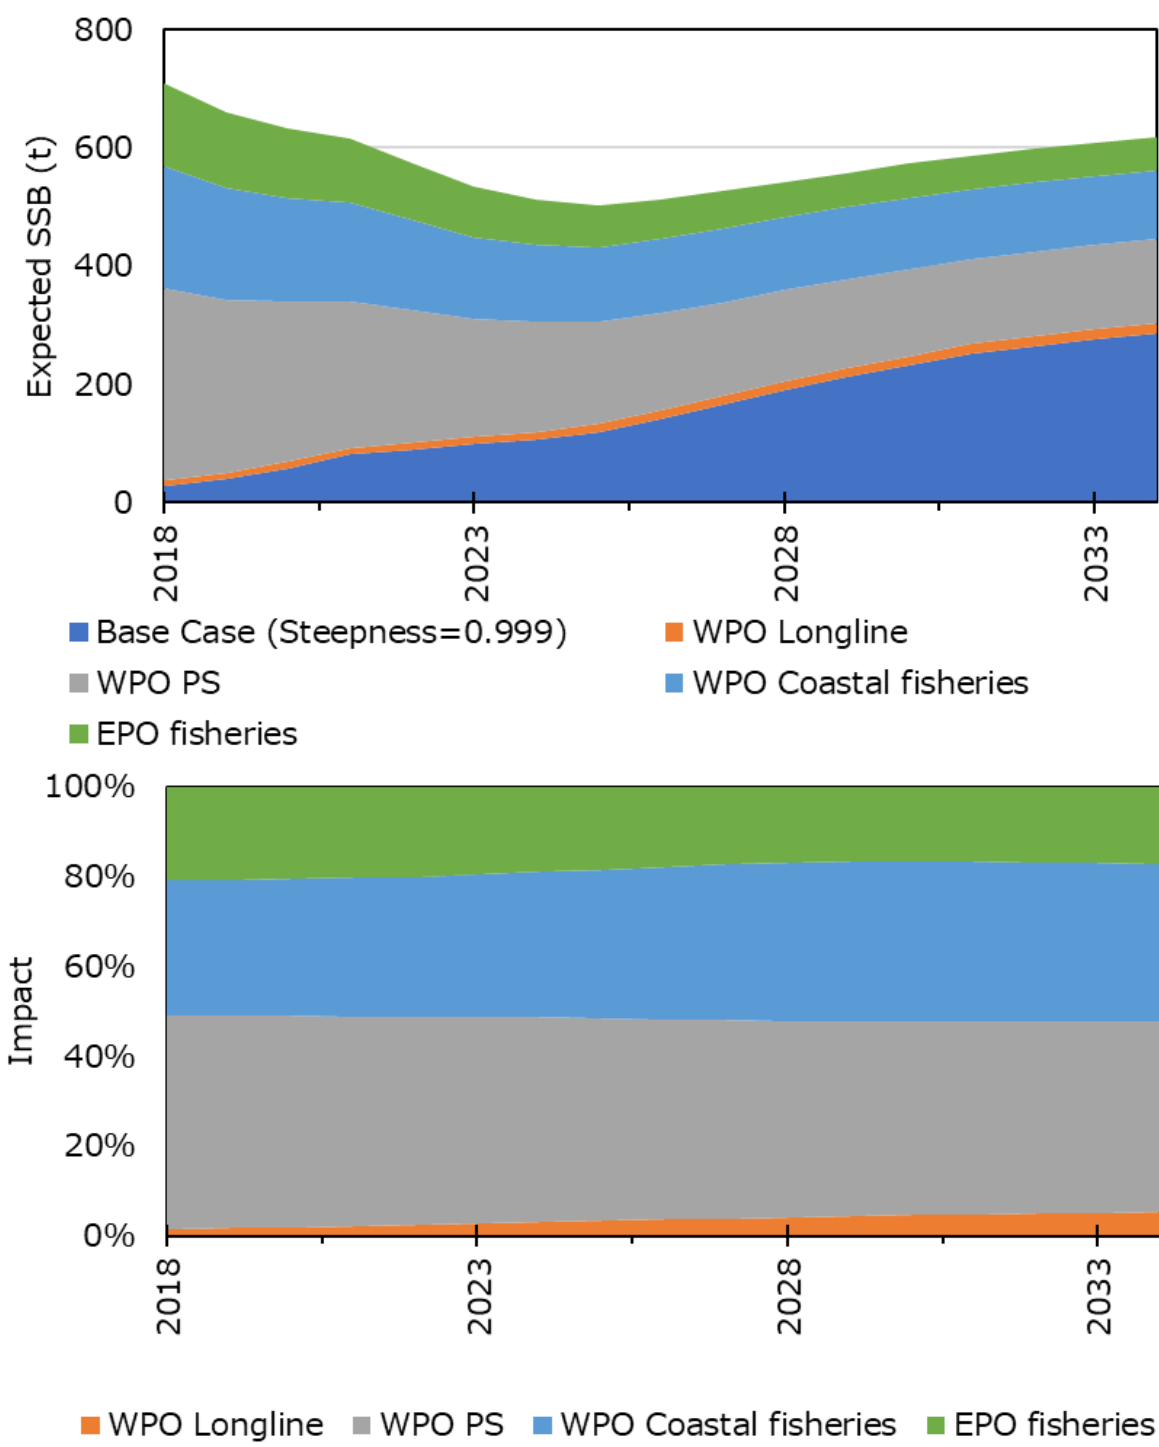 800
600
400
200
0
Expected SSB (t)
2018
2023
2028
2033
Base Case (Steepness=0.999)
WPO Longline
WPO PS
WPO Coastal fisheries
EPO fisheries
100%
80%
60%
40%
20%
0%
Impact
2018
2023
2028
2033
WPO Longline
WPO PS
WPO Coastal fisheries
EPO fisheries